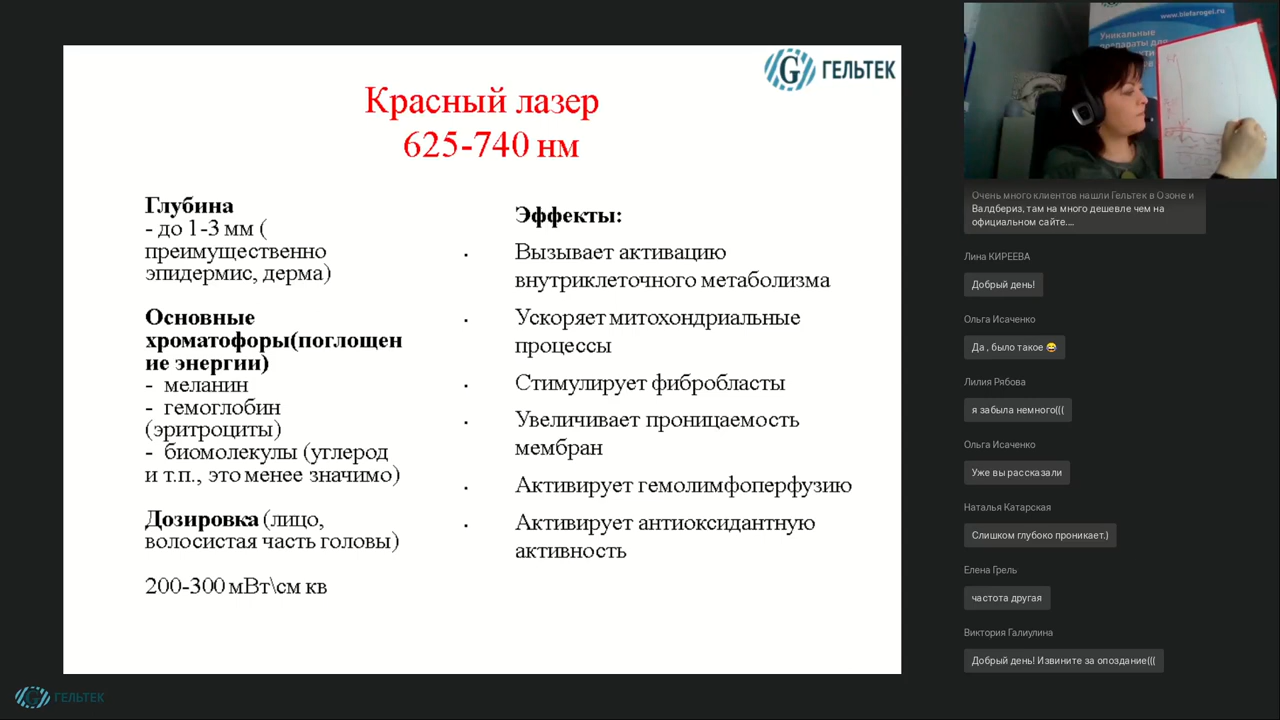 ГЕЛЬТЕК
Красный лазер
625-740 нм
Глубина
- до 1-3 мм (
преимущественно
эпидермис, дерма)
Основные
хроматофоры(поглощен
ие энергии)
- меланин
- гемоглобин
(эритроциты)
- биомолекулы (углерод
и т.п., это менее значимо)
Дозировка (лицо,
волосистая часть головы)
200-300 мВт\см кв
Эффекты:
• Вызывает активацию
внутриклеточного метаболизма
• Ускоряет митохондриальные
процессы
• Стимулирует фибробласты
• Увеличивает проницаемость
мембран
• Активирует гемолимфоперфузию
• Активирует антиоксидантную
активность
ГЕЛЬТЕК
www.blefarogel.ru
Уникальные
Очень много клиентов нашли Гельтек в Озоне и
Валдбериз, там на много дешевле чем на
официальном сайте....
Лина КИРЕЕВА
Добрый день!
Ольга Исаченко
Да , было такое 😅
Лилия Рябова
я забыла немного(((
Ольга Исаченко
Уже вы рассказали
Наталья Катарская
Слишком глубоко проникает.)
Елена Грель
частота другая
Виктория Галиулина
Добрый день! Извините за опоздание(((